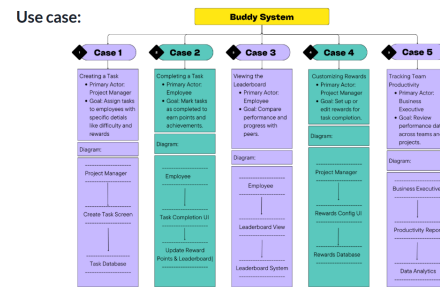 Use case:
Buddy System
Case 1
Creating a Task
• Primary Actor:
Project Manager
• Goal: Assign tasks
to employees with
specific details
like difficulty and
rewards
Diagram:
Project Manager
Create Task Screen
Task Database
Case 2
Completing a Task
• Primary Actor:
Employee
• Goal: Mark tasks
as completed to
earn points and
achievements.
Diagram:
Employee
Task Completion UI
Update Reward
Points & Leaderboard)
Case 3
Viewing the
Leaderboard
• Primary Actor:
Employee
• Goal: Compare
performance and
progress with
peers.
Diagram:
Employee
Leaderboard View
Leaderboard System
Case 4
Customizing Rewards
• Primary Actor:
Project Manager
• Goal: Set up or
edit rewards for
task completion.
Diagram:
Project Manager
Rewards Config UI
Rewards Database
Case 5
Tracking Team
Productivity
• Primary Actor:
Business
Executive
• Goal: Review
performance da
across teams an
projects.
Diagram:
Business Executive
Productivity Repor
Data Analytics